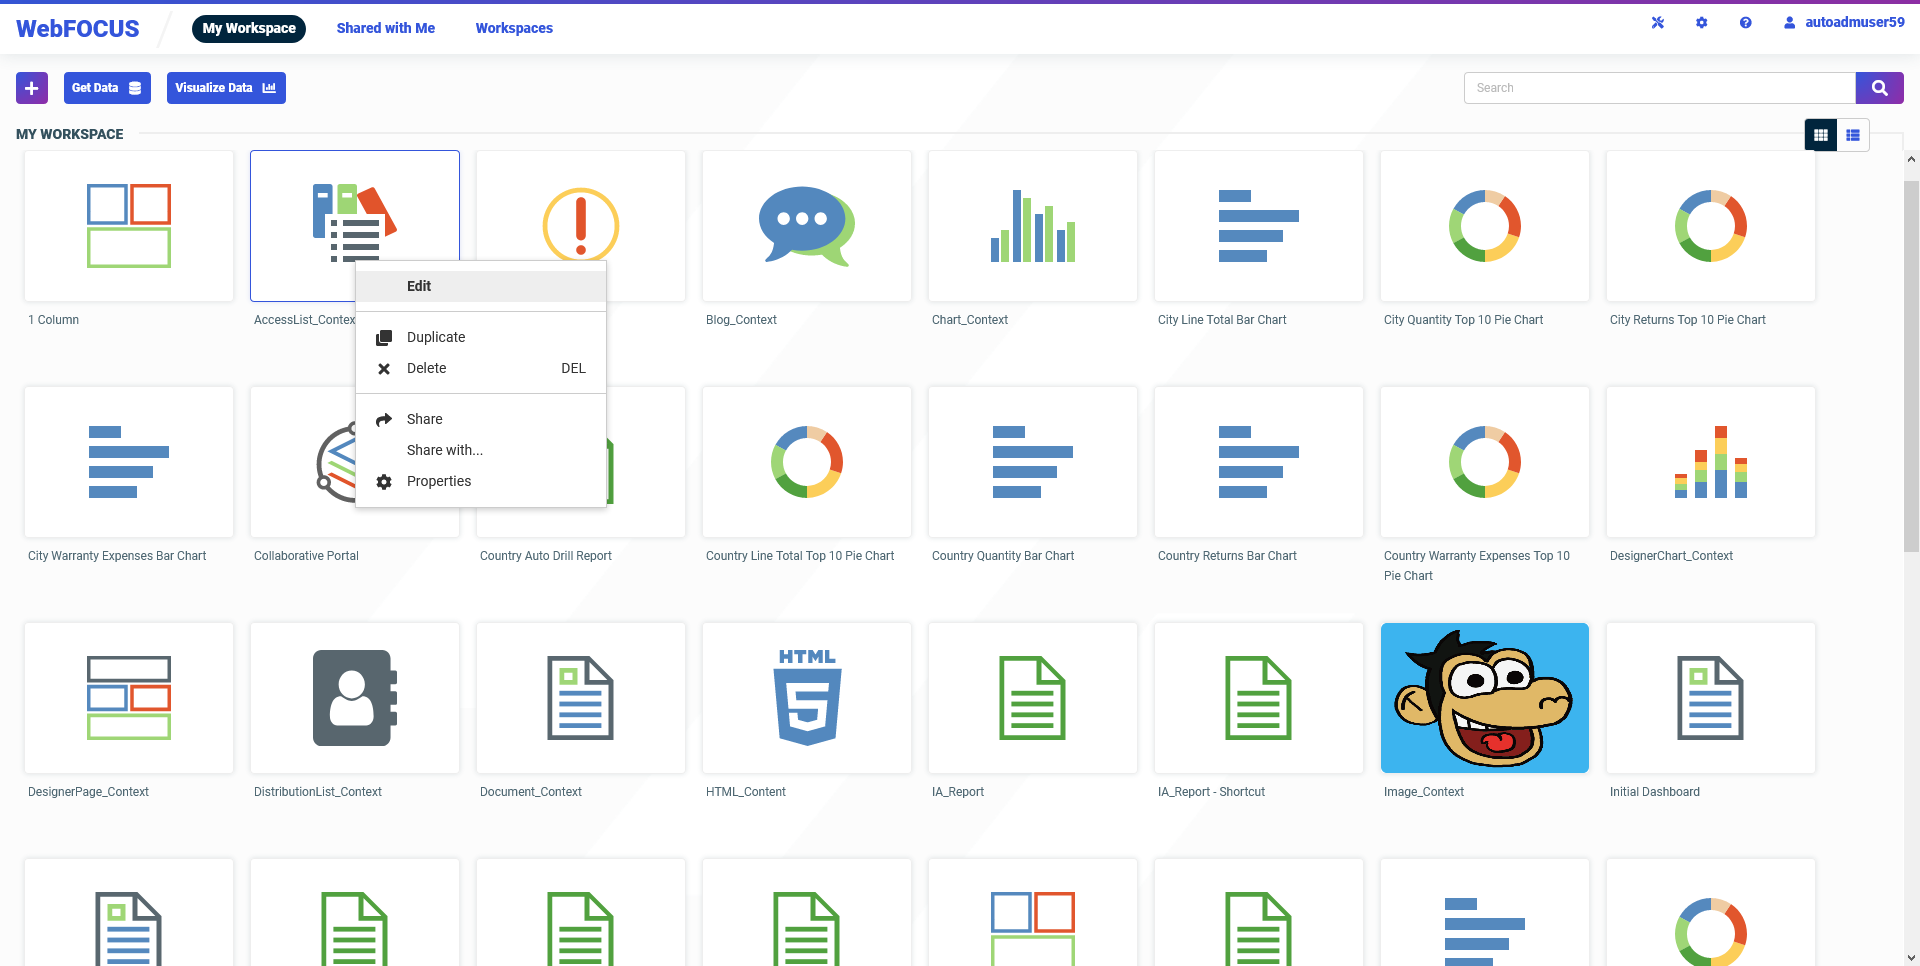 WebFOCUS
My Workspace
Shared with Me
Workspaces
autoadmuser59
Get Data
Visualize Data
Search
MY WORKSPACE
1 Column
AccessList_Contex
Blog_Context
Chart_Context
City Line Total Bar Chart
City Quantity Top 10 Pie Chart
City Returns Top 10 Pie Chart
Edit
Duplicate
Delete DEL
Share
Share with...
Properties
City Warranty Expenses Bar Chart
Collaborative Portal
Country Auto Drill Report
Country Line Total Top 10 Pie Chart
Country Quantity Bar Chart
Country Returns Bar Chart
Country Warranty Expenses Top 10
Pie Chart
DesignerChart_Context
HTML
5
DesignerPage_Context
DistributionList_Context
Document_Context
HTML_Content
IA_Report
IA_Report - Shortcut
Image_Context
Initial Dashboard